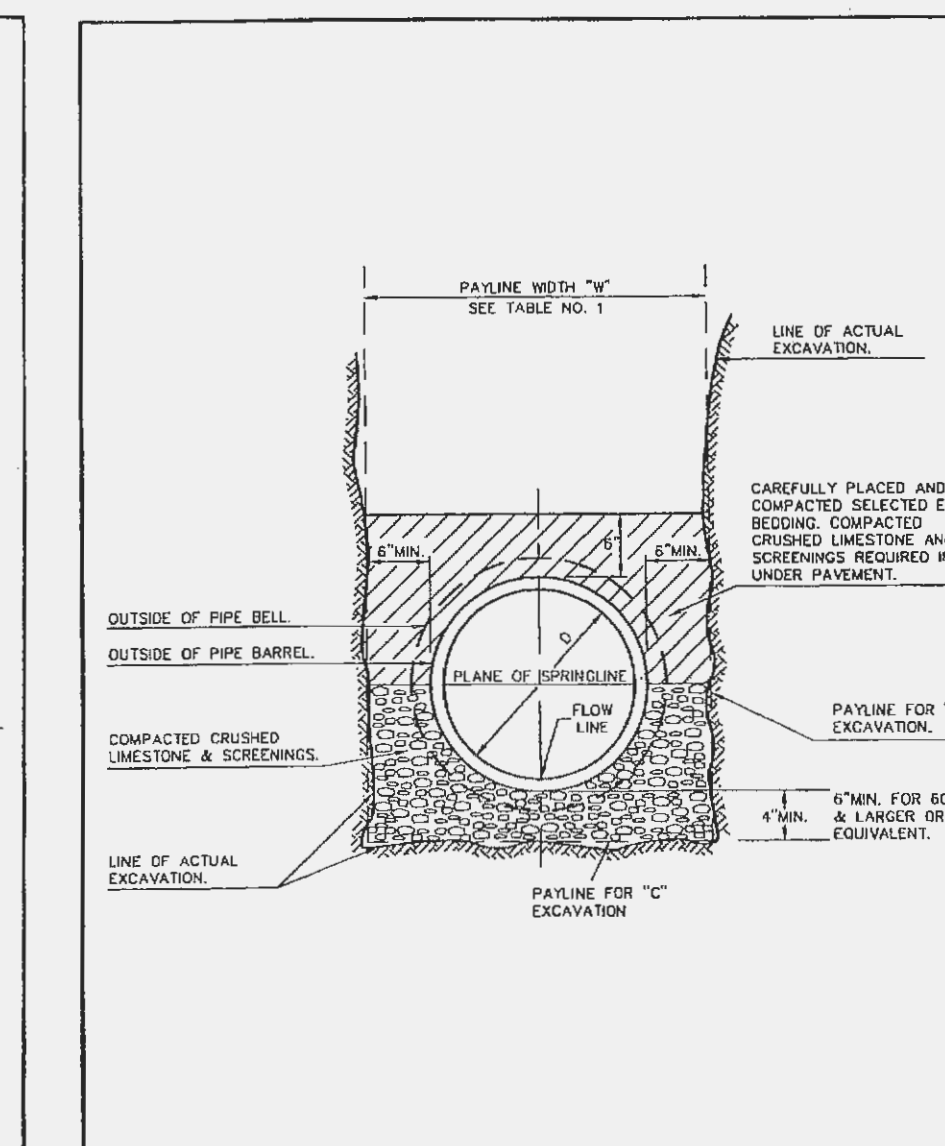 PAYLINE WIDTH "W"
SEE TABLE NO. 1
LINE OF ACTUAL
EXCAVATION.
CAREFULLY PLACED AND
COMPACTED SELECTED E
BEDDING. COMPACTED
CRUSHED LIMESTONE AN
SCREENINGS REQUIRED I
UNDER PAVEMENT.
6"MIN.
6"
6"MIN.
OUTSIDE OF PIPE BELL.
OUTSIDE OF PIPE BARREL.
D
PLANE OF SPRINGLINE
FLOW
LINE
COMPACTED CRUSHED
LIMESTONE & SCREENINGS.
PAYLINE FOR "
EXCAVATION.
4"MIN.
6"MIN. FOR 60
& LARGER OR
EQUIVALENT.
LINE OF ACTUAL
EXCAVATION.
PAYLINE FOR "C"
EXCAVATION